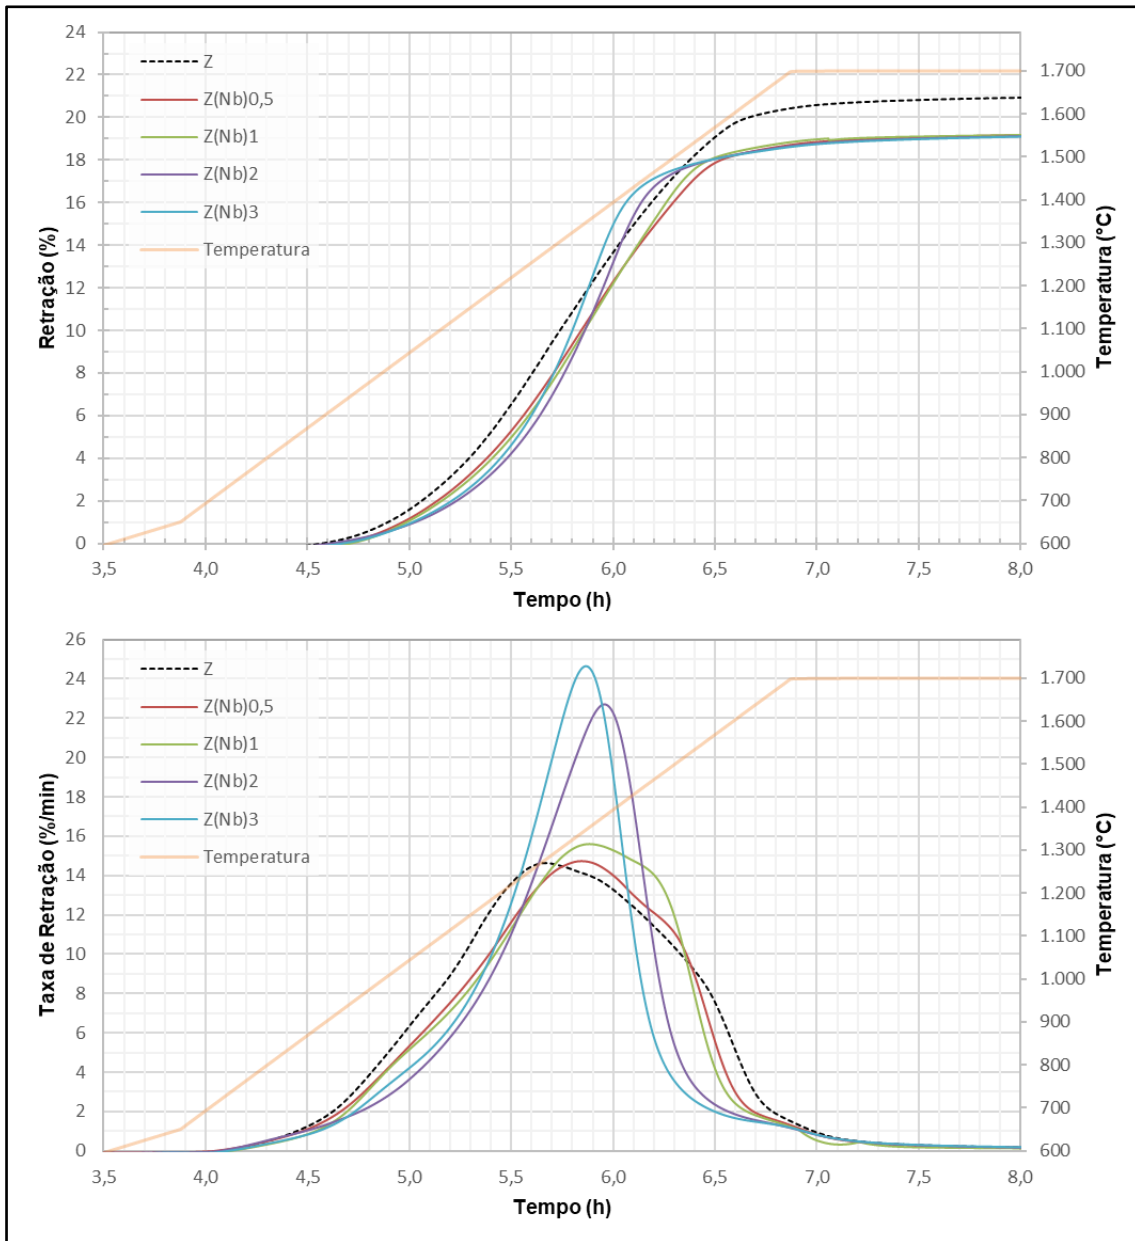 24
22
20
18
16
14
12
10
8
6
4
2
0
Retração (%)
Z
Z(Nb)0,5
Z(Nb)1
Z(Nb)2
Z(Nb)3
Temperatura
1.700
1.600
1.500
1.400
1.300
1.200
1.100
1.000
900
800
700
600
Temperatura (°C)
3,5 4,0 4,5 5,0 5,5 6,0 6,5 7,0 7,5 8,0
Tempo (h)
26
24
22
20
18
16
14
12
10
8
6
4
2
0
Taxa de Retração (%/min)
Z
Z(Nb)0,5
Z(Nb)1
Z(Nb)2
Z(Nb)3
Temperatura
1.700
1.600
1.500
1.400
1.300
1.200
1.100
1.000
900
800
700
600
Temperatura (°C)
3,5 4,0 4,5 5,0 5,5 6,0 6,5 7,0 7,5 8,0
Tempo (h)